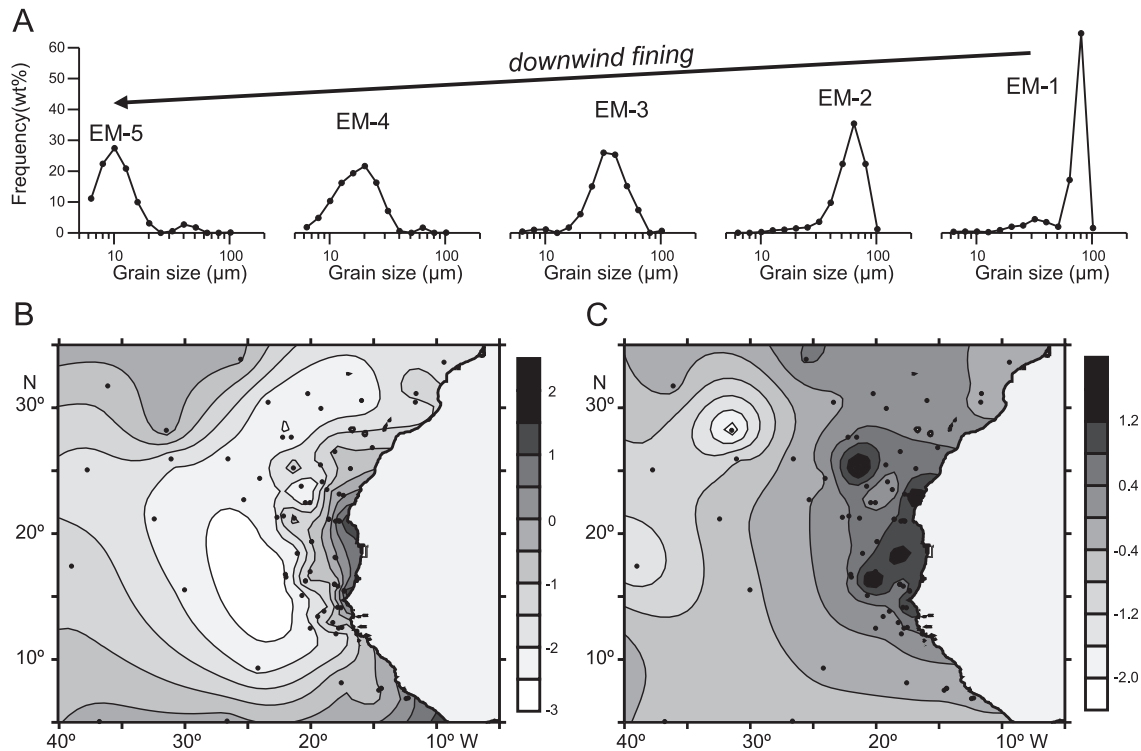 A
downwind fining
Frequency(wt%)
60
50
40
30
20
10
0
EM-5
EM-4
EM-3
EM-2
EM-1
10 100 10 100 10 100 10 100 10 100
Grain size (µm) Grain size (µm) Grain size (µm) Grain size (µm) Grain size (µm)
B
C
N
30º
20º
10º
40º 30º 20º 10º W
2
1
0
-1
-2
-3
N
30º
20º
10º
40º 30º 20º 10º W
1.2
0.4
-0.4
-1.2
-2.0